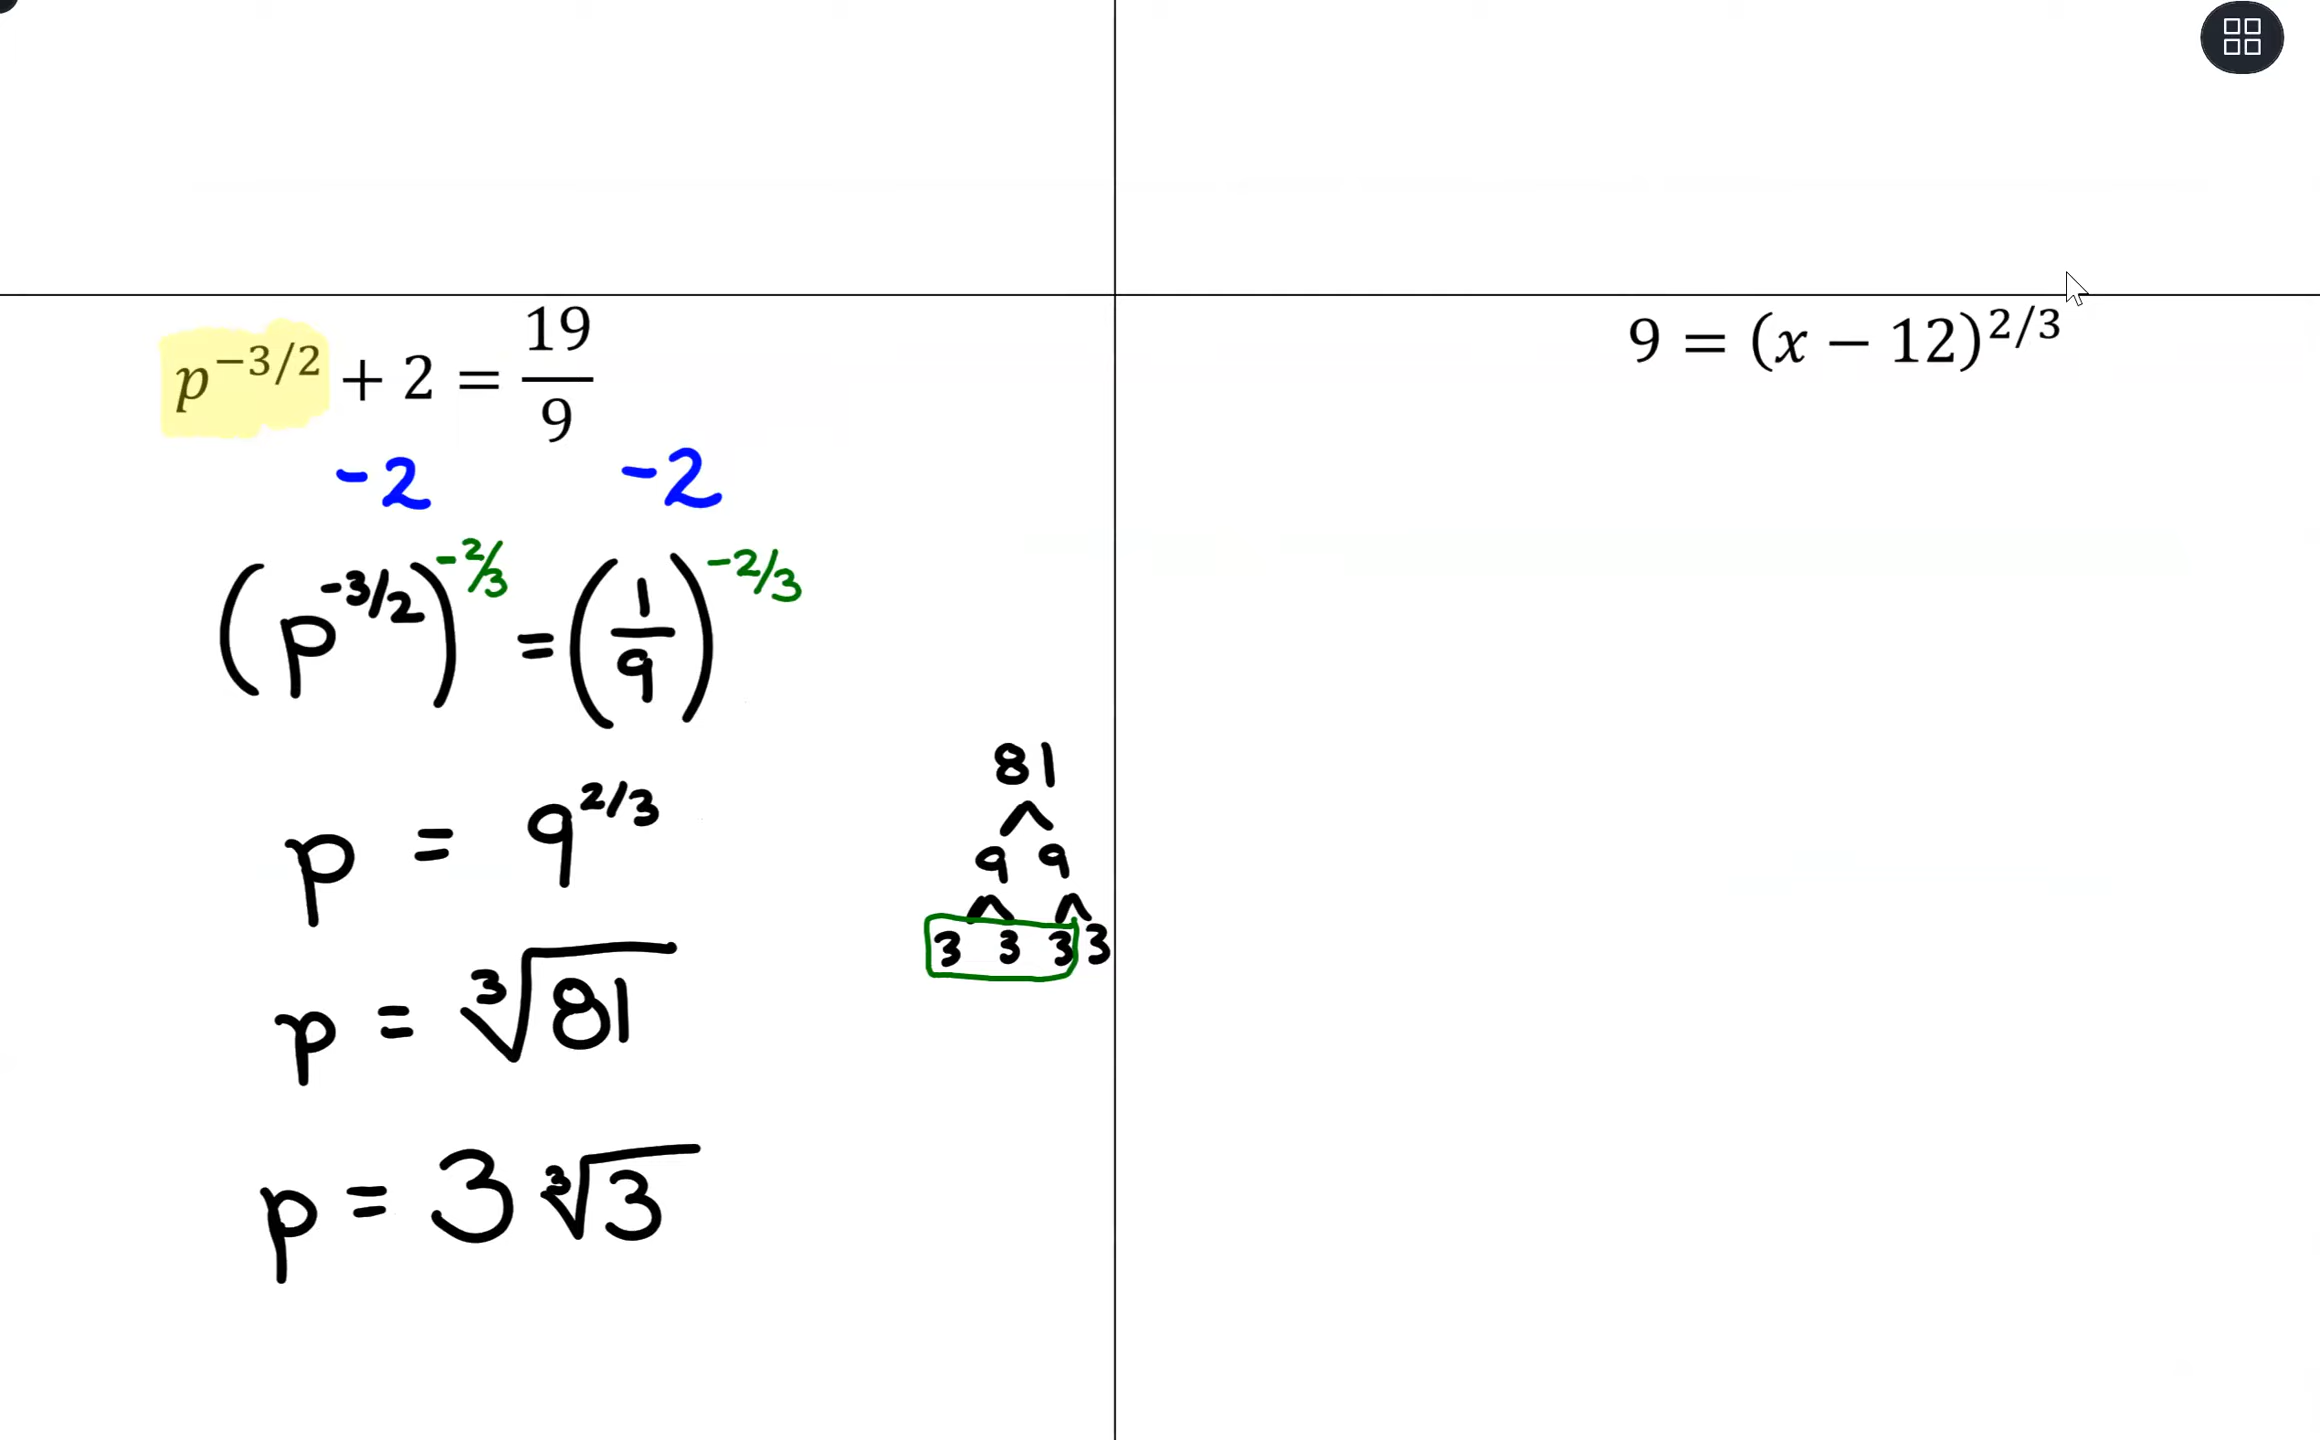 p^{-3/2} + 2 = 19/9
-2 -2
(p^{-3/2})^{-2/3} = (1/9)^{-2/3}
p = 9^{2/3}
p = ∛81
p = 3∛3
81
9 9
3 3 3 3
9 = (x − 12)^{2/3}